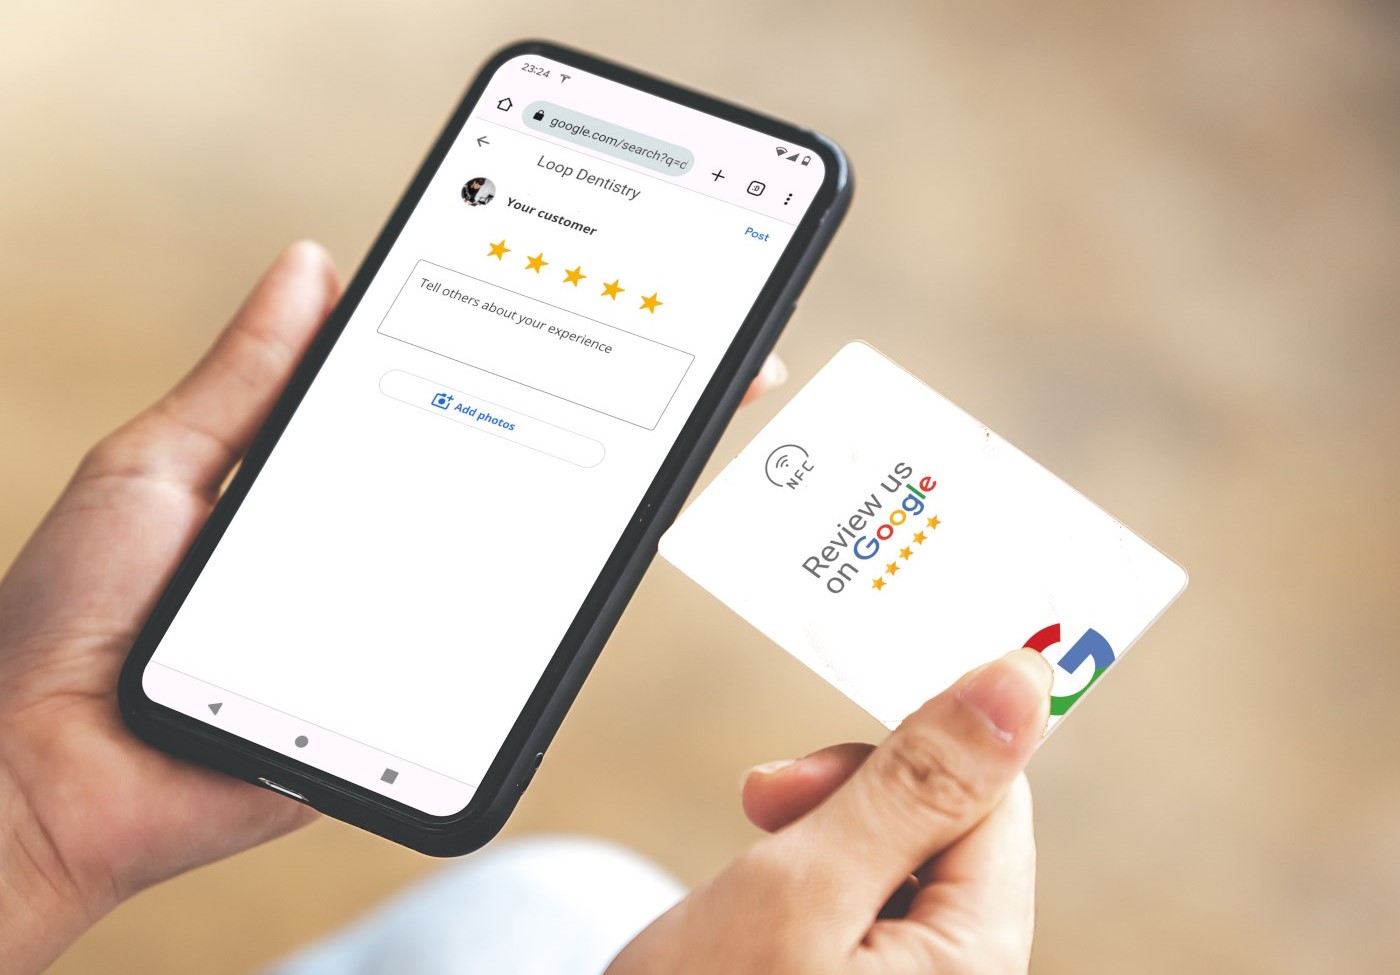 23:24
google.com/search?q=d
:D
Loop Dentistry
Your customer
Post
Tell others about your experience
Add photos
NFC
Review us
on Google
G